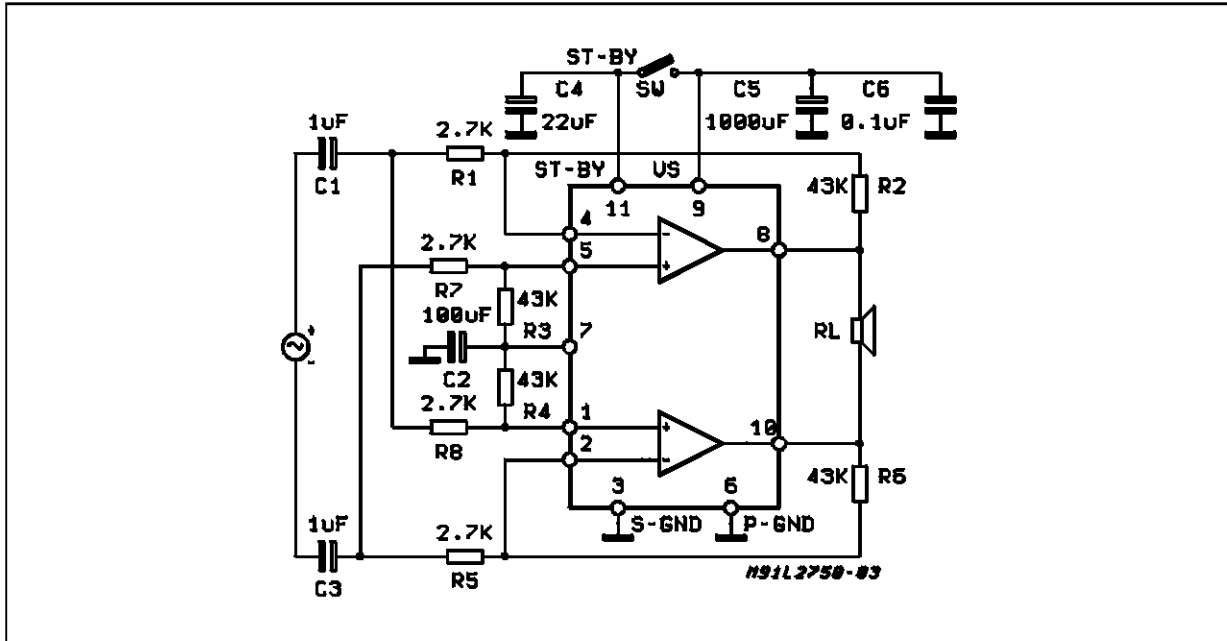 ST-BY
C4
SW
C5
C6
22uF
1000uF
0.1uF
1uF
2.7K
C1
R1
ST-BY
VS
43K
R2
11
9
4
8
2.7K
5
-
+
R7
43K
100uF
R3
7
RL
+
-
C2
43K
2.7K
R4
1
R8
+
10
2
-
43K
R6
3
6
1uF
2.7K
S-GND
P-GND
C3
R5
M91L2750-03